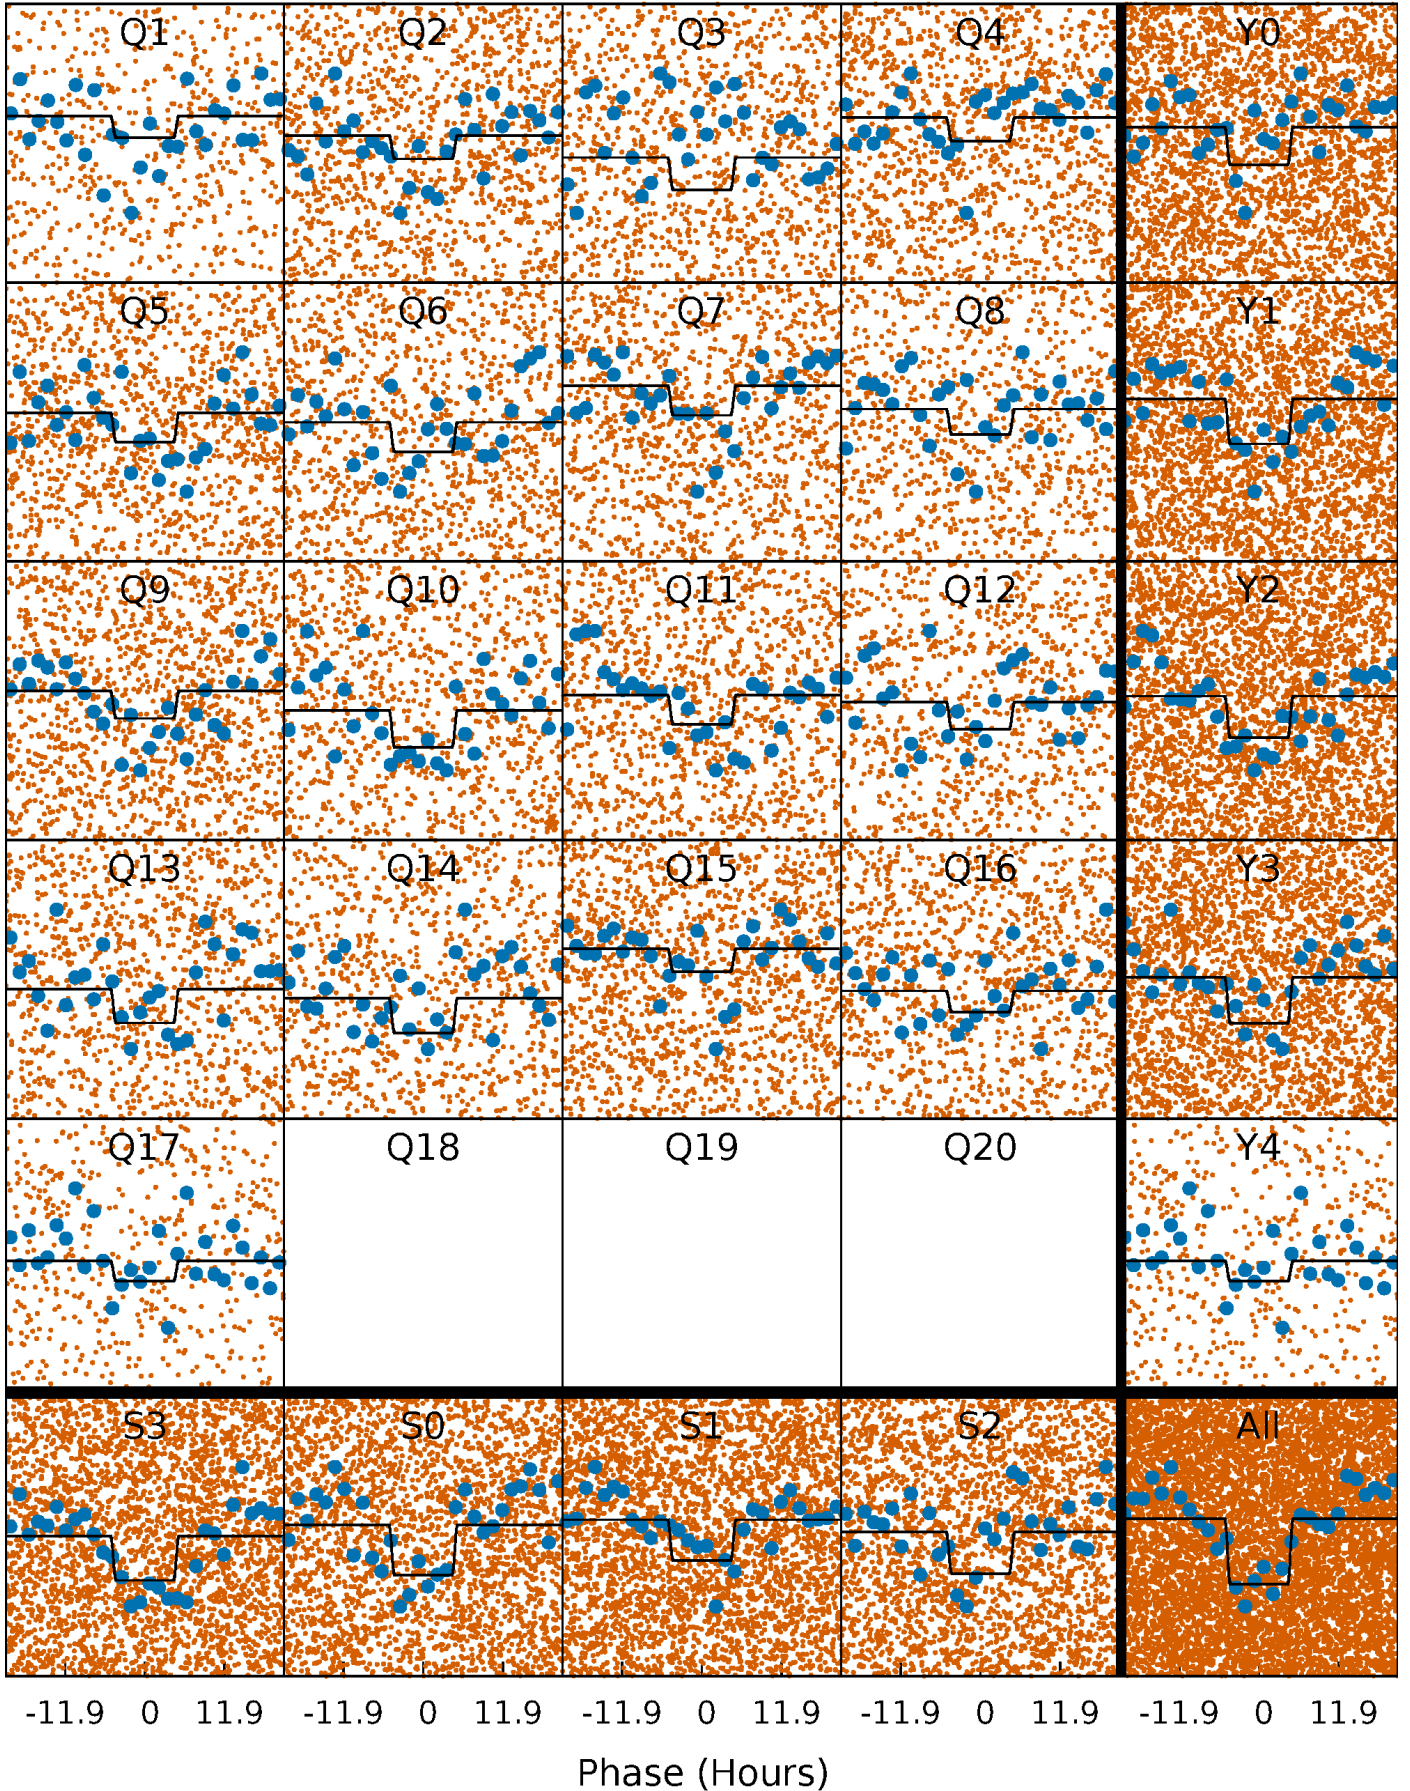 Q1 Q2 Q3 Q4 Y0
Q5 Q6 Q7 Q8 Y1
Q9 Q10 Q11 Q12 Y2
Q13 Q14 Q15 Q16 Y3
Q17 Q18 Q19 Q20 Y4
S3 S0 S1 S2 All
-11.9 0 11.9 -11.9 0 11.9 -11.9 0 11.9 -11.9 0 11.9 -11.9 0 11.9
Phase (Hours)